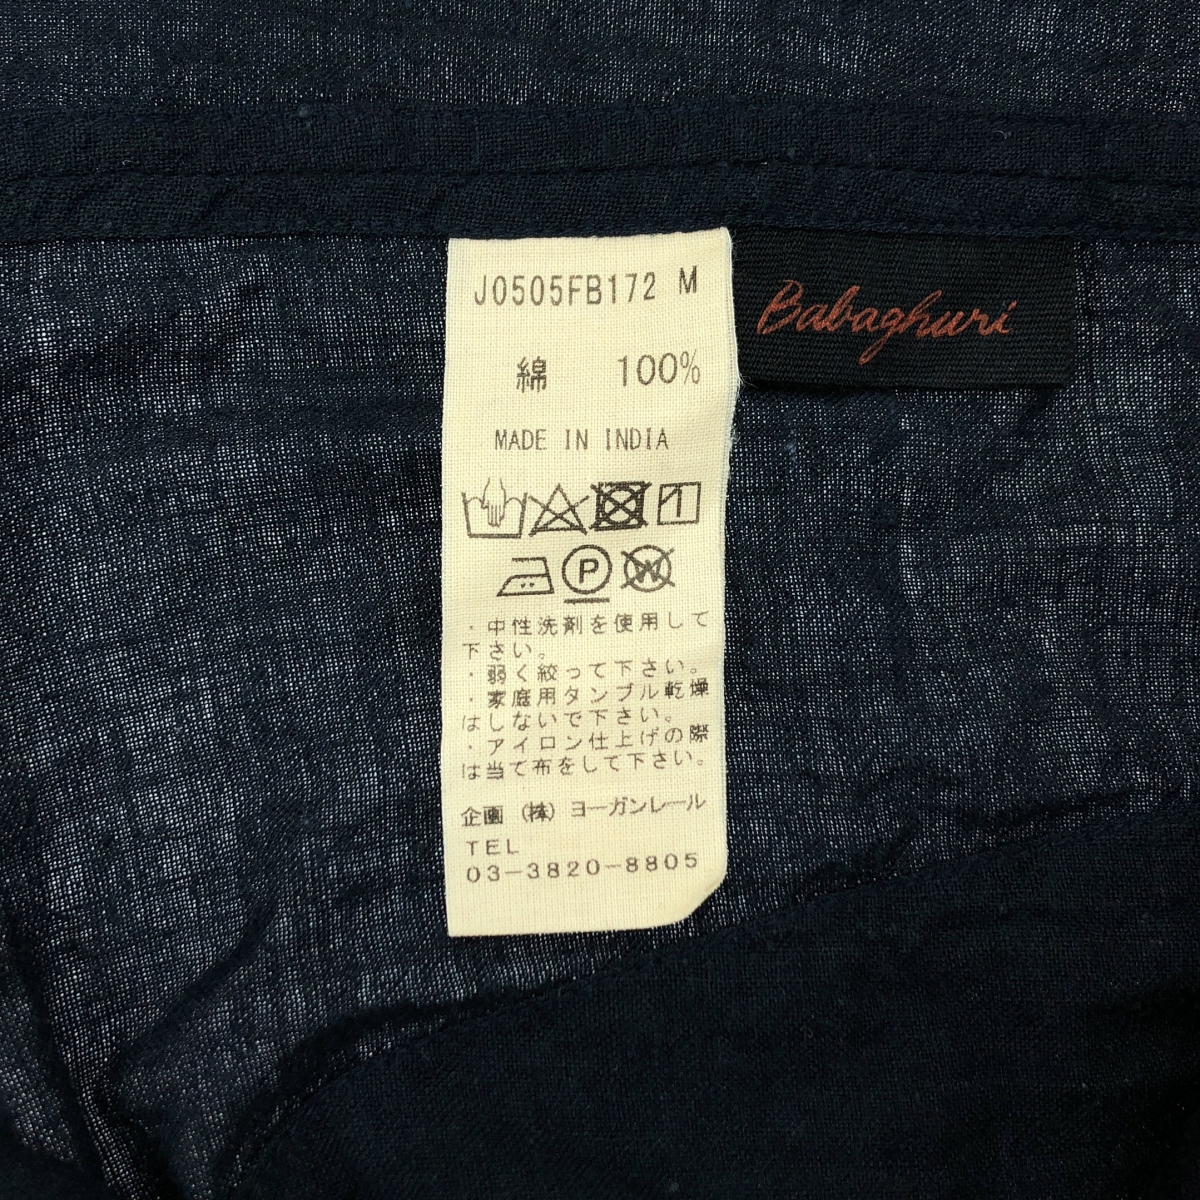 J0505FB172 M
Babaghuri
綿 100%
MADE IN INDIA
P
W
・中性洗剤を使用して
下さい。
・弱く絞って下さい。
・家庭用タンブル乾燥
はしないで下さい。
・アイロン仕上げの際
は当て布をして下さい。
企画 (株) ヨーガンレール
TEL
03-3820-8805